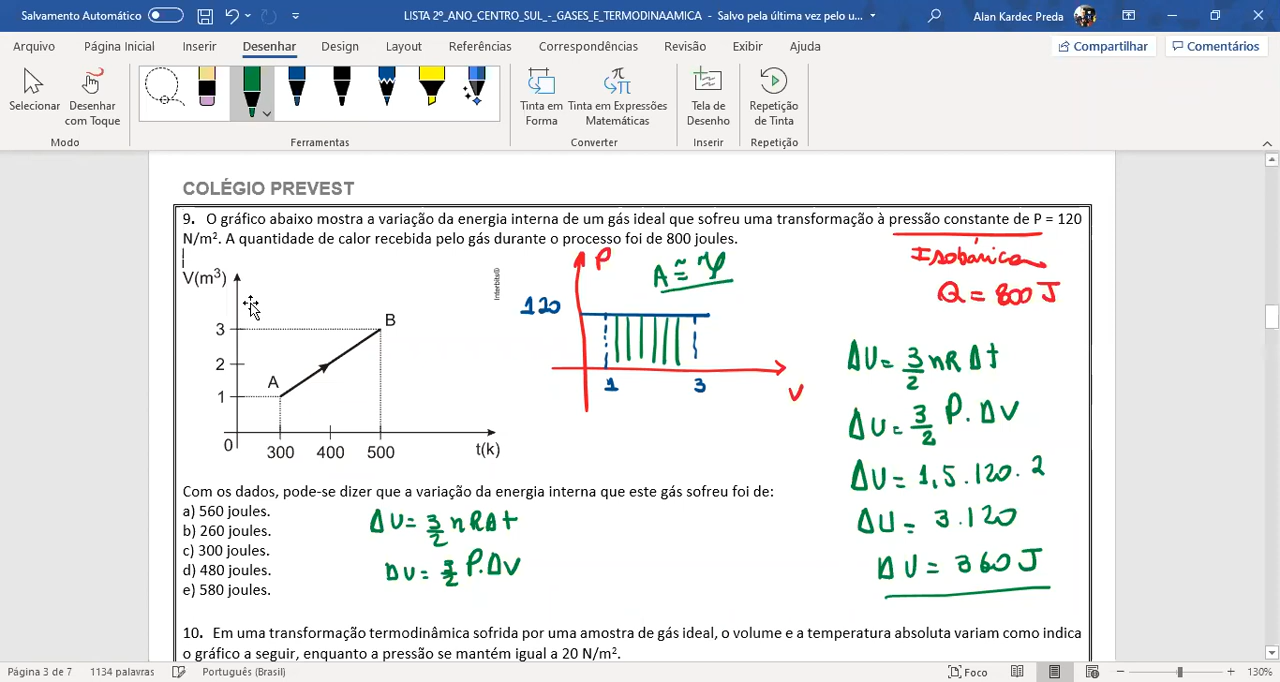 Salvamento Automático
LISTA 2º_ANO_CENTRO_SUL_-_GASES_E_TERMODINAAMICA - Salvo pela última vez pelo u...
Alan Kardec Preda
Arquivo Página Inicial Inserir Desenhar Design Layout Referências Correspondências Revisão Exibir Ajuda
Compartilhar Comentários
Selecionar
Desenhar com Toque
Tinta em Forma
Tinta em Expressões Matemáticas
Tela de Desenho
Repetição de Tinta
Modo Ferramentas Converter Inserir Repetição
COLÉGIO PREVEST
9. O gráfico abaixo mostra a variação da energia interna de um gás ideal que sofreu uma transformação à pressão constante de P = 120
N/m². A quantidade de calor recebida pelo gás durante o processo foi de 800 joules.
Isobárica
Q = 800 J
V(m³)
3
2
1
0
A
B
300 400 500
t(k)
Interbits®
P
A ≅ 𝒯
120
1 3
V
ΔU = 3/2 nRΔt
ΔU = 3/2 P.ΔV
ΔU = 1,5.120.2
ΔU = 3.120
ΔU = 360 J
Com os dados, pode-se dizer que a variação da energia interna que este gás sofreu foi de:
a) 560 joules.
b) 260 joules.
c) 300 joules.
d) 480 joules.
e) 580 joules.
ΔU = 3/2 nRΔt
ΔU = 3/2 P.ΔV
10. Em uma transformação termodinâmica sofrida por uma amostra de gás ideal, o volume e a temperatura absoluta variam como indica
o gráfico a seguir, enquanto a pressão se mantém igual a 20 N/m².
Página 3 de 7 1134 palavras Português (Brasil) Foco 130%